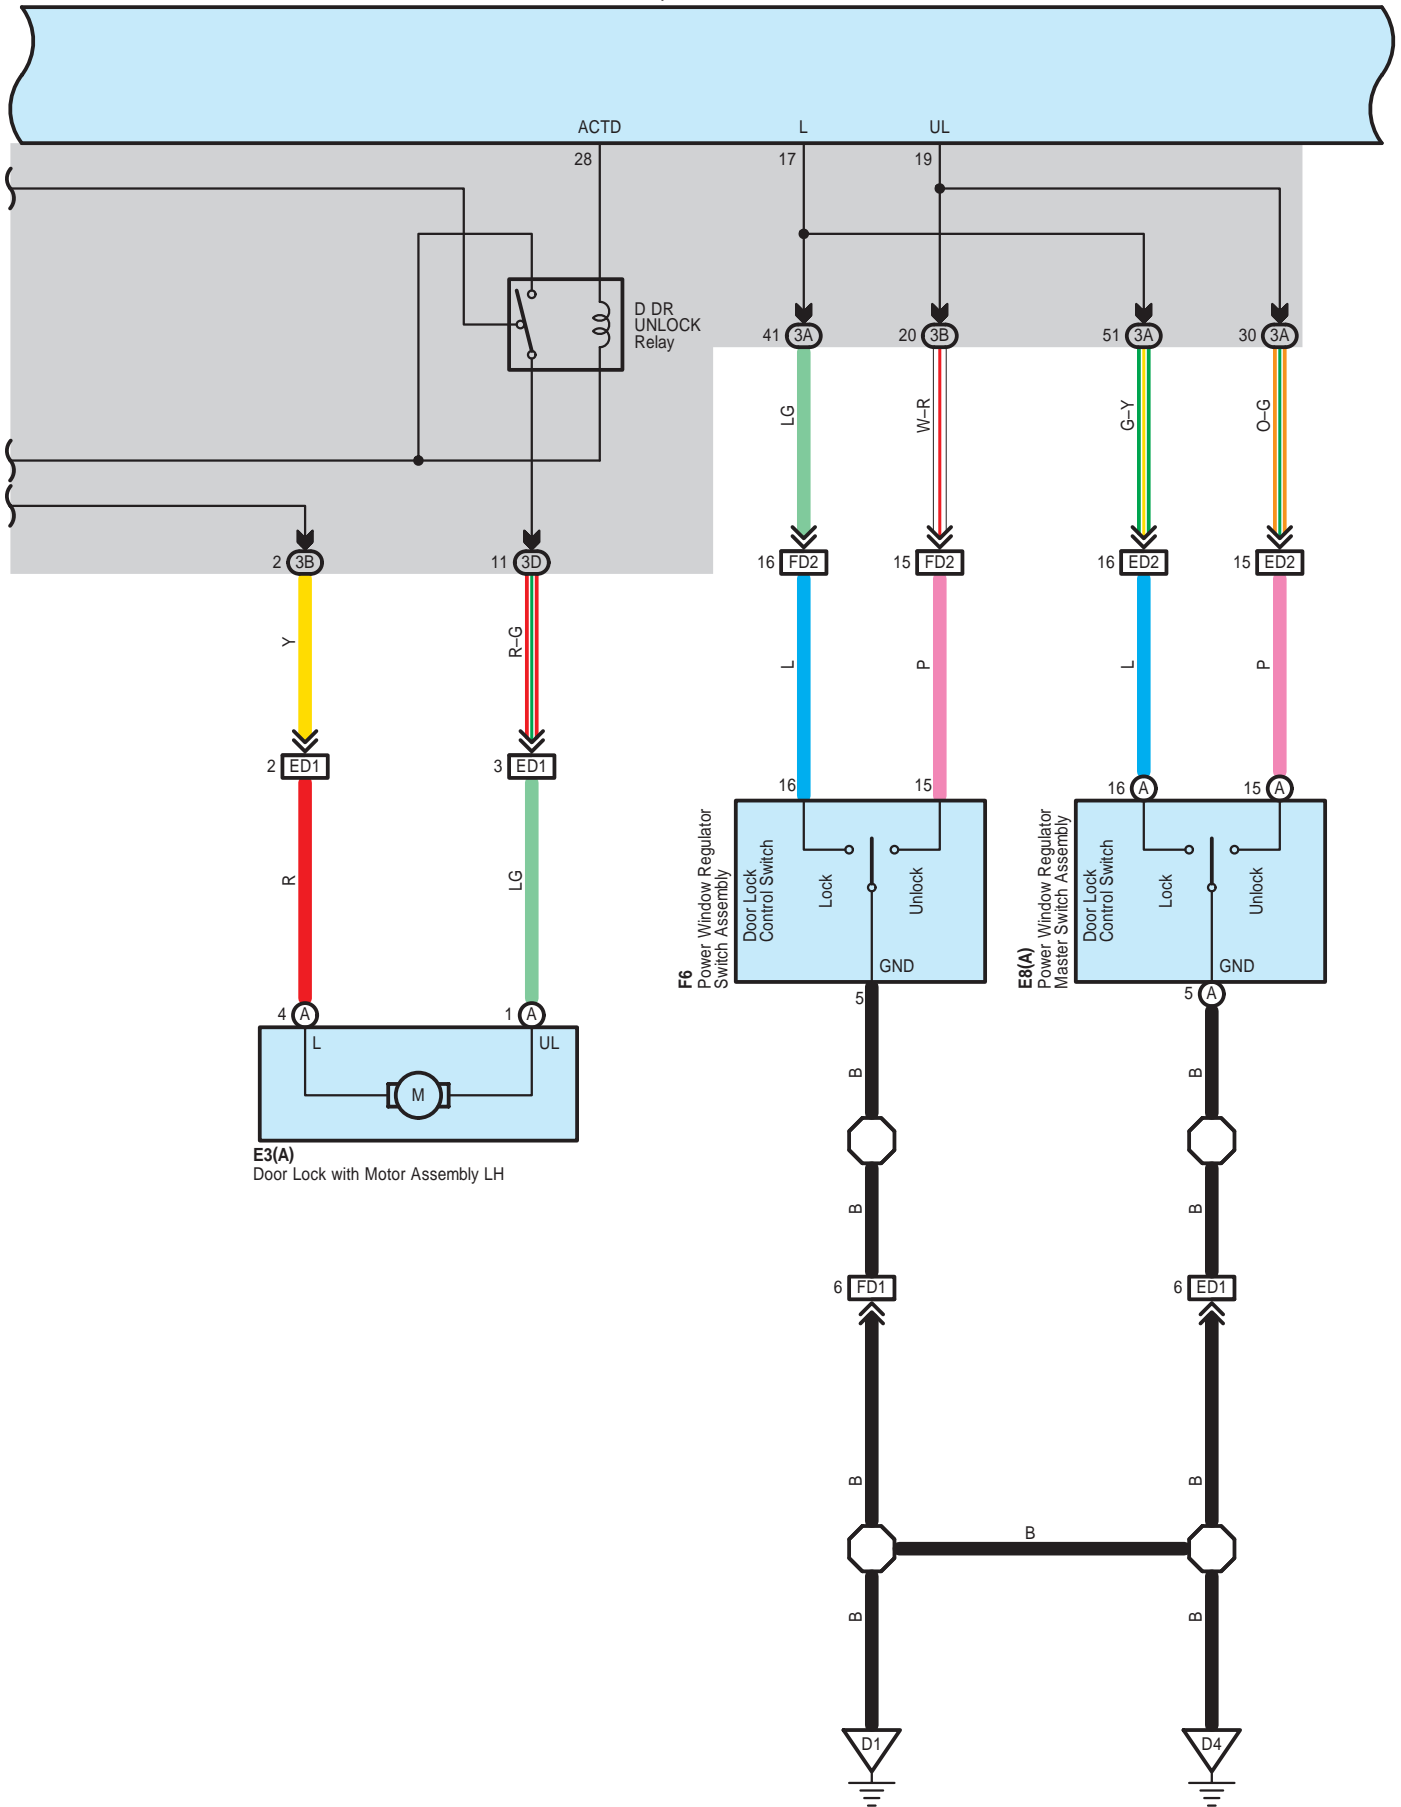 ACTD
L
UL
28
17
19
D DR
UNLOCK
Relay
41 3A
20 3B
51 3A
30 3A
LG
W–R
G–Y
O–G
2 3B
11 3D
16 FD2
15 FD2
16 ED2
15 ED2
Y
R–G
L
P
L
P
2 ED1
3 ED1
16
15
16 A
15 A
R
LG
F6
Power Window Regulator
Switch Assembly
Door Lock
Control Switch
Lock
Unlock
GND
E8(A)
Power Window Regulator
Master Switch Assembly
Door Lock
Control Switch
Lock
Unlock
GND
5
5 A
4 A
1 A
L
UL
M
E3(A)
Door Lock with Motor Assembly LH
B
B
B
B
6 FD1
6 ED1
B
B
B
B
B
D1
D4